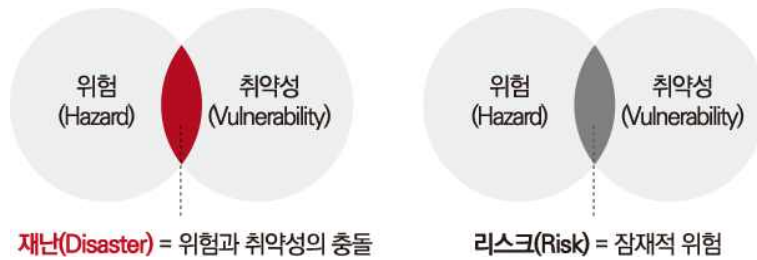 위험
(Hazard)
취약성
(Vulnerability)
재난(Disaster) = 위험과 취약성의 충돌
위험
(Hazard)
취약성
(Vulnerability)
리스크(Risk) = 잠재적 위험